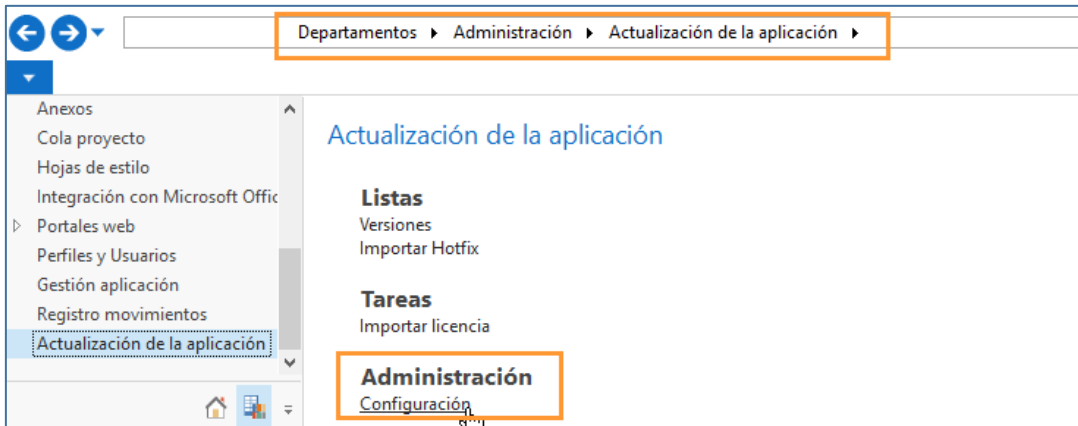 Departamentos ▸ Administración ▸ Actualización de la aplicación ▸
Anexos
Cola proyecto
Hojas de estilo
Integración con Microsoft Offic
Portales web
Perfiles y Usuarios
Gestión aplicación
Registro movimientos
Actualización de la aplicación
Actualización de la aplicación
Listas
Versiones
Importar Hotfix
Tareas
Importar licencia
Administración
Configuración